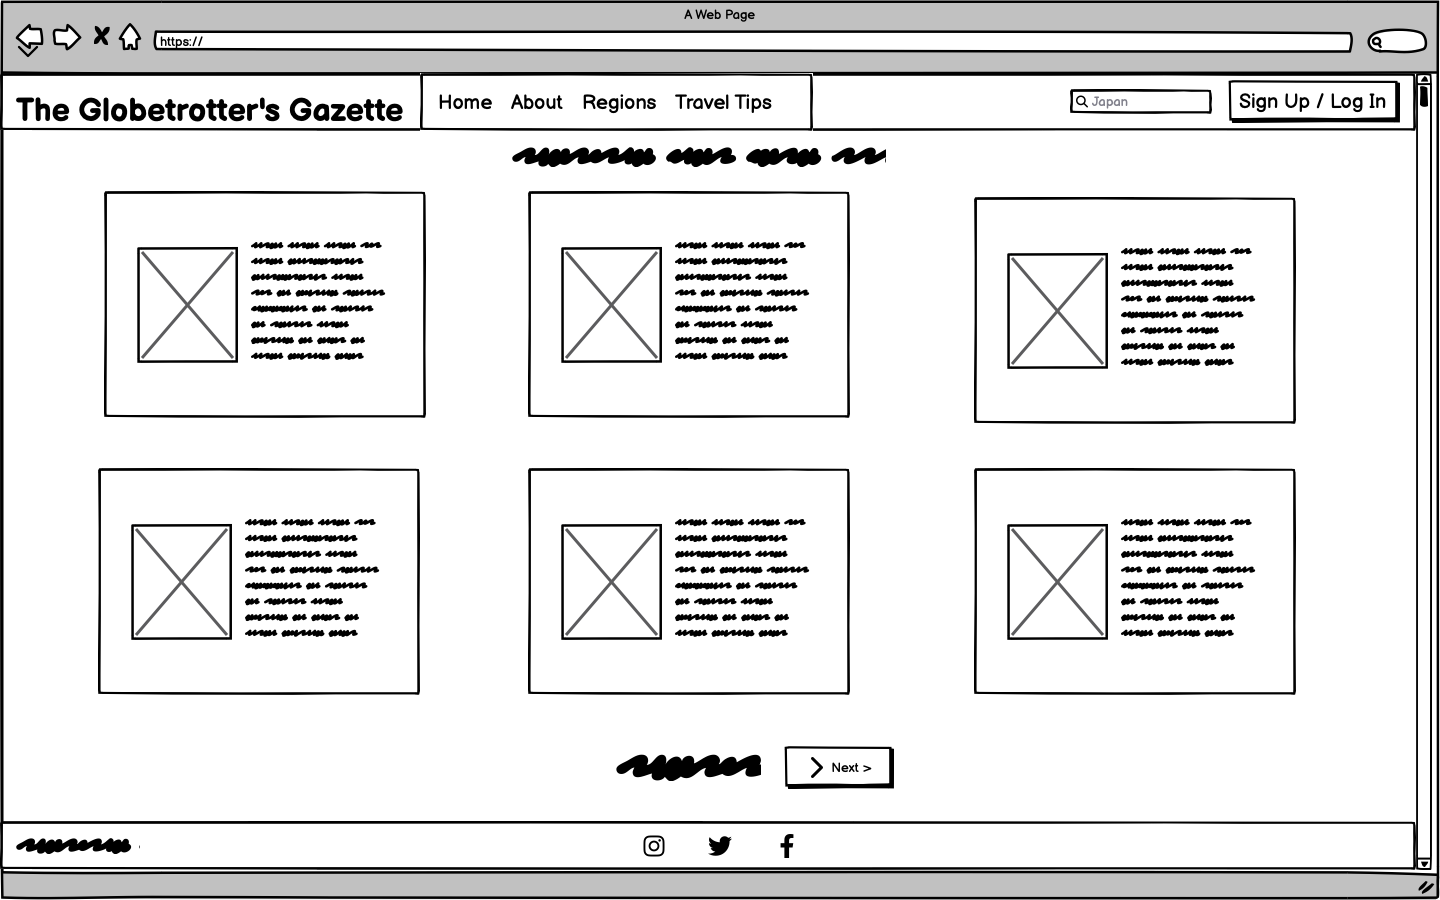 A Web Page
https://
The Globetrotter's Gazette
Home About Regions Travel Tips
Japan
Sign Up / Log In
Next >